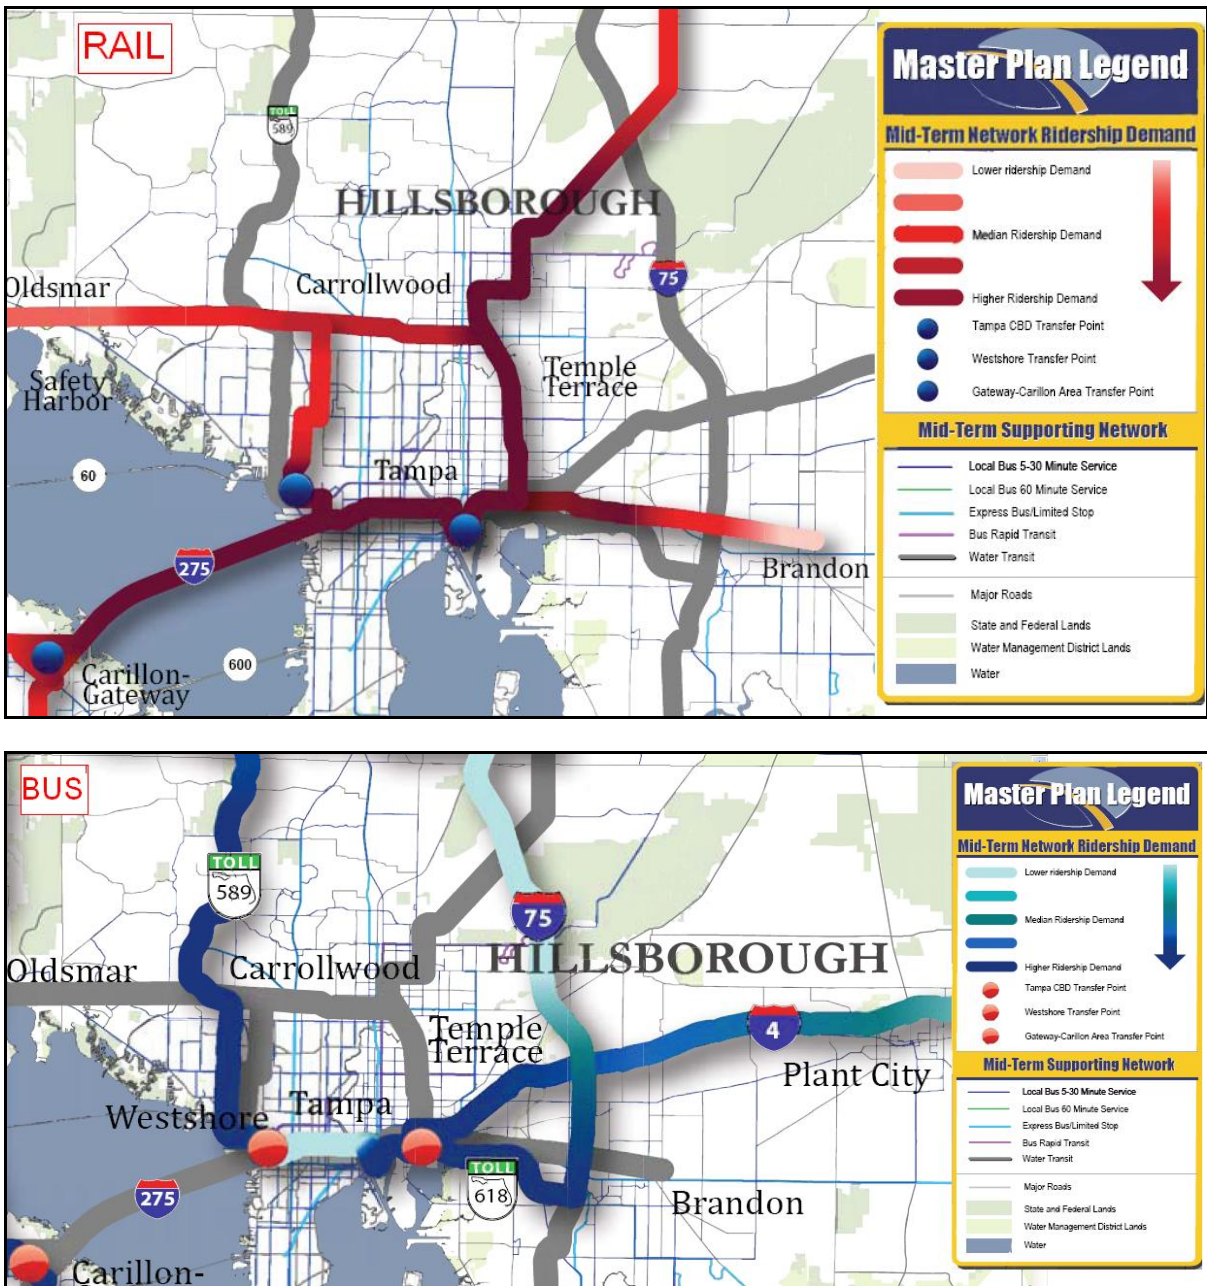 RAIL
TOLL
589
HILLSBOROUGH
75
Oldsmar
Carrollwood
Safety
Harbor
Temple
Terrace
60
Tampa
275
Brandon
600
Carillon-
Gateway
Master Plan Legend
Mid-Term Network Ridership Demand
Lower ridership Demand
Median Ridership Demand
Higher Ridership Demand
Tampa CBD Transfer Point
Westshore Transfer Point
Gateway-Carillon Area Transfer Point
Mid-Term Supporting Network
Local Bus 5-30 Minute Service
Local Bus 60 Minute Service
Express Bus/Limited Stop
Bus Rapid Transit
Water Transit
Major Roads
State and Federal Lands
Water Management District Lands
Water
BUS
TOLL
589
75
HILLSBOROUGH
Oldsmar
Carrollwood
Temple
Terrace
4
Plant City
Westshore
Tampa
TOLL
618
275
Brandon
Carillon-
Master Plan Legend
Mid-Term Network Ridership Demand
Lower ridership Demand
Median Ridership Demand
Higher Ridership Demand
Tampa CBD Transfer Point
Westshore Transfer Point
Gateway-Carillon Area Transfer Point
Mid-Term Supporting Network
Local Bus 5-30 Minute Service
Local Bus 60 Minute Service
Express Bus/Limited Stop
Bus Rapid Transit
Water Transit
Major Roads
State and Federal Lands
Water Management District Lands
Water